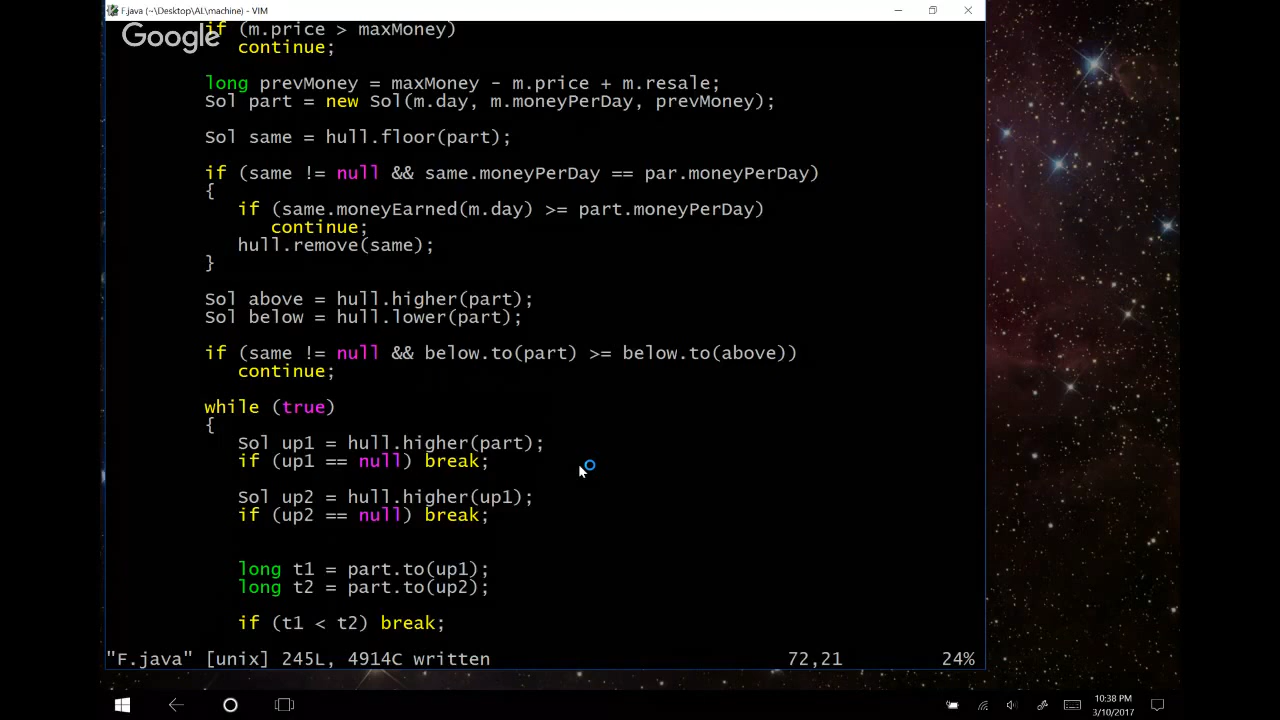 F.java (~\Desktop\AL\machine) - VIM
Google
if (m.price > maxMoney)
continue;
long prevMoney = maxMoney - m.price + m.resale;
Sol part = new Sol(m.day, m.moneyPerDay, prevMoney);
Sol same = hull.floor(part);
if (same != null && same.moneyPerDay == par.moneyPerDay)
{
if (same.moneyEarned(m.day) >= part.moneyPerDay)
continue;
hull.remove(same);
}
Sol above = hull.higher(part);
Sol below = hull.lower(part);
if (same != null && below.to(part) >= below.to(above))
continue;
while (true)
{
Sol up1 = hull.higher(part);
if (up1 == null) break;
Sol up2 = hull.higher(up1);
if (up2 == null) break;
long t1 = part.to(up1);
long t2 = part.to(up2);
if (t1 < t2) break;
"F.java" [unix] 245L, 4914C written 72,21 24%
10:38 PM
3/10/2017